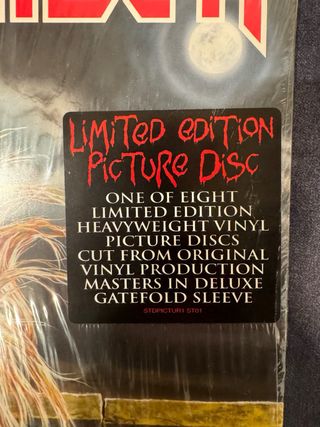 LIMITED EDITION
PICTURE DISC
ONE OF EIGHT
LIMITED EDITION
HEAVYWEIGHT VINYL
PICTURE DISCS
CUT FROM ORIGINAL
VINYL PRODUCTION
MASTERS IN DELUXE
GATEFOLD SLEEVE
STDPICTUR1 ST01